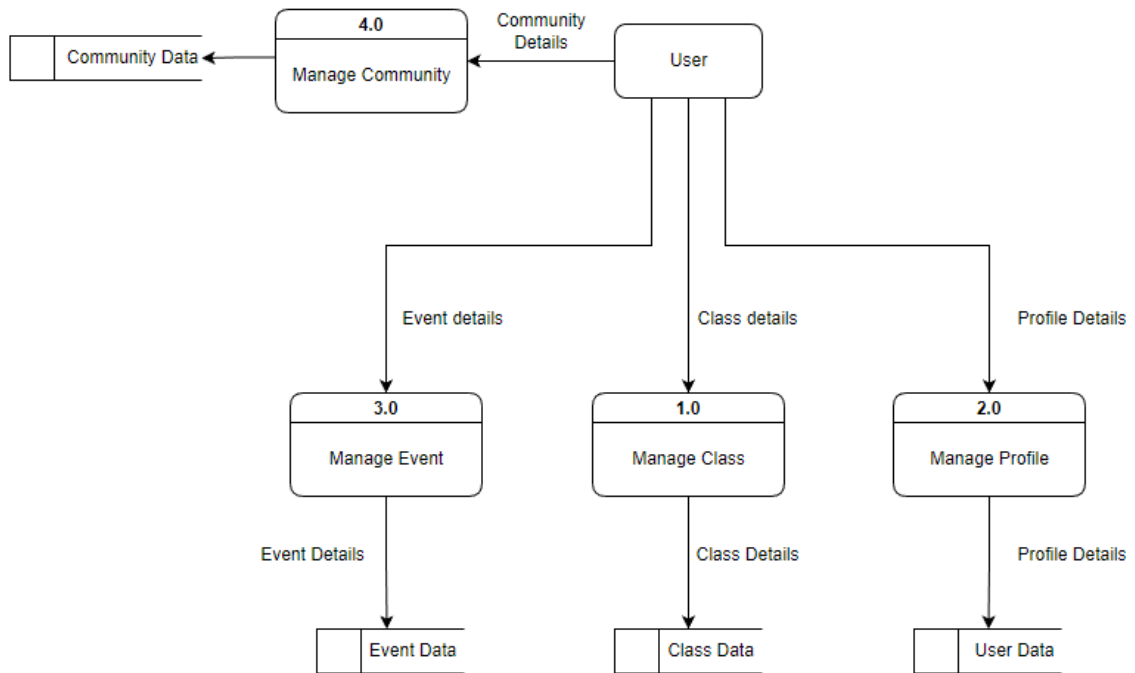 4.0
Community
Details
Community Data
Manage Community
User
Event details
Class details
Profile Details
3.0
1.0
2.0
Manage Event
Manage Class
Manage Profile
Event Details
Class Details
Profile Details
Event Data
Class Data
User Data